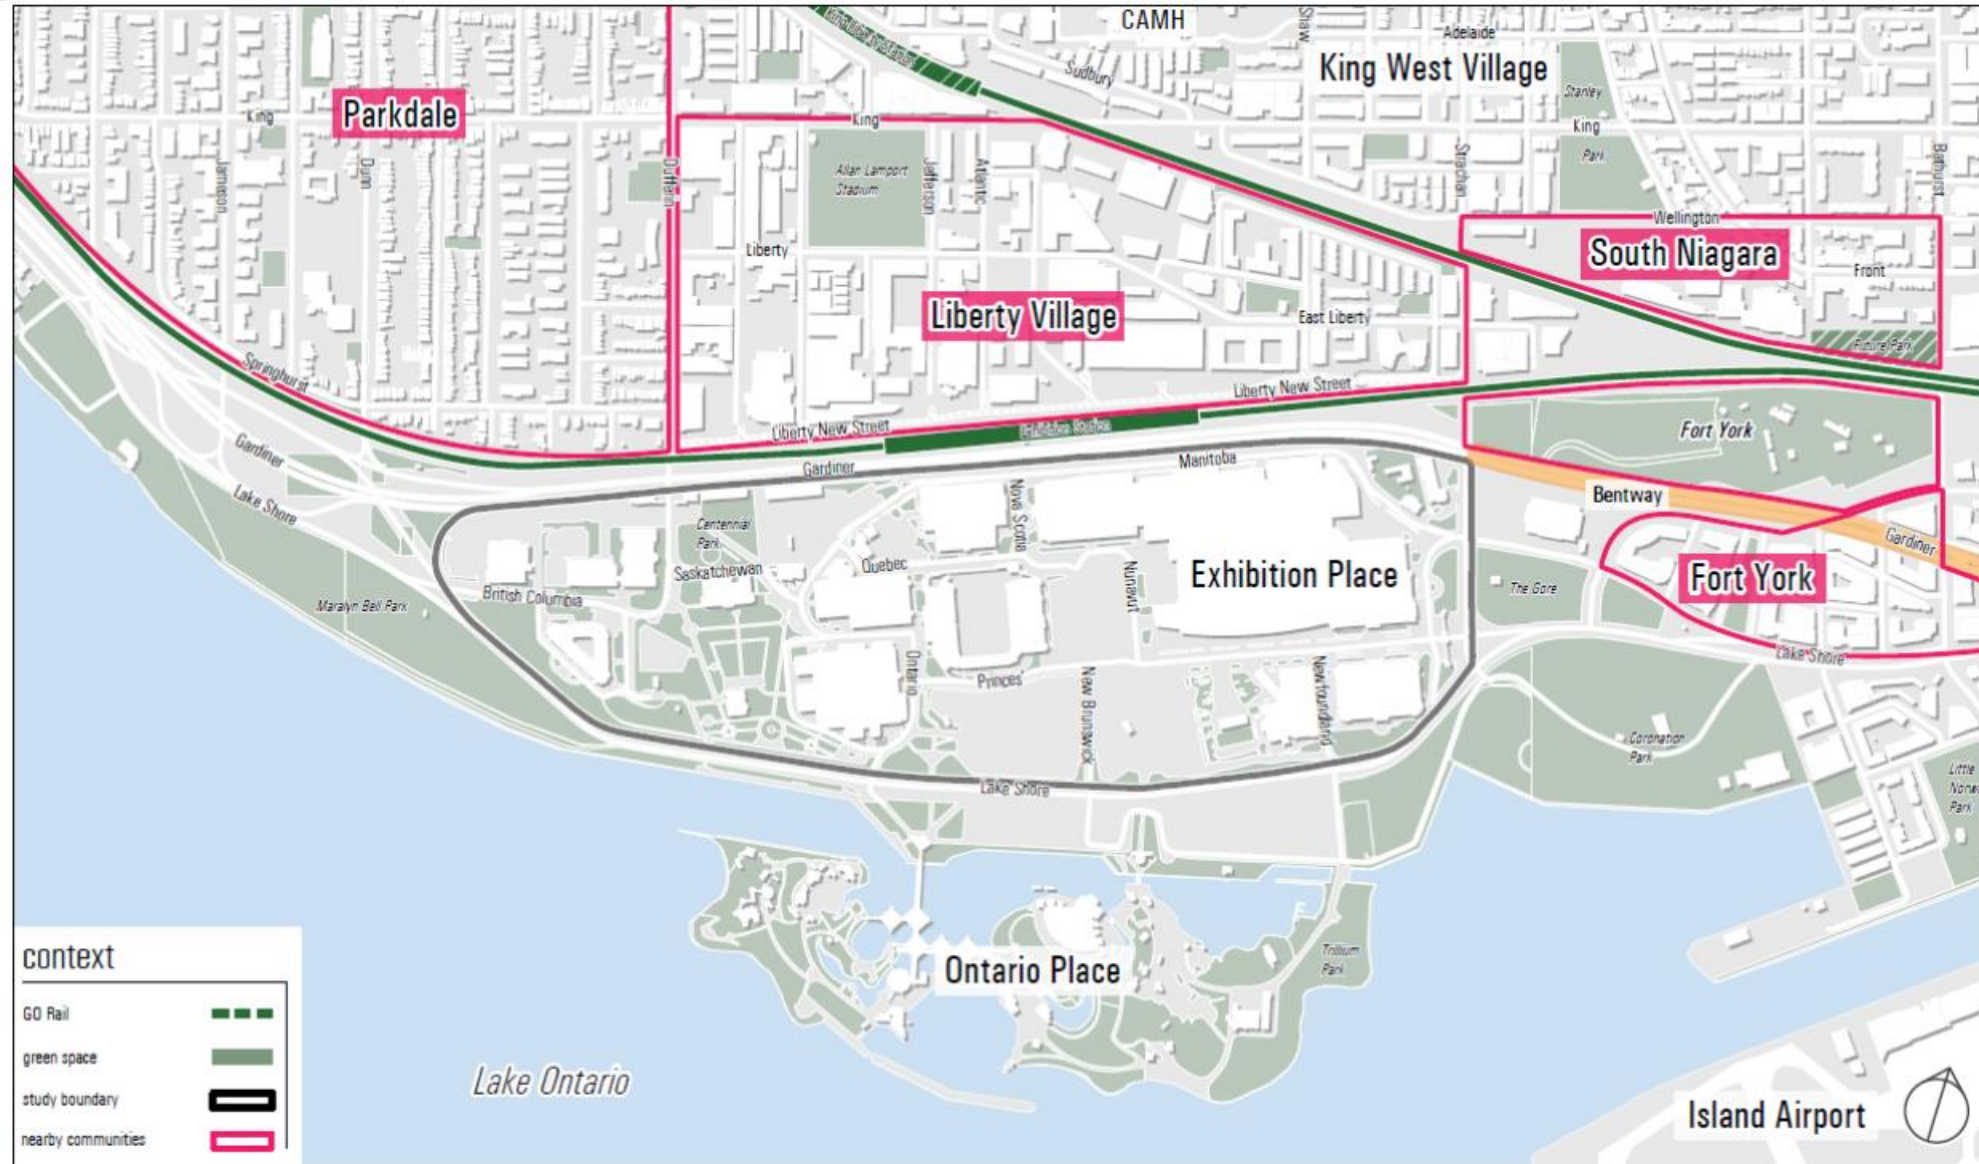 CAMH
Shaw
Adelaide
King West Village
Sudbury
Stanley
Parkdale
King
King
King
Park
Allan Lamport
Stadium
Jameson
Dunn
Dufferin
Jefferson
Atlantic
Strachan
Bathurst
Wellington
South Niagara
Front
Liberty
Liberty Village
East Liberty
Future Park
Springhurst
Liberty New Street
Liberty New Street
Exhibition Station
Fort York
Gardiner
Gardiner
Manitoba
Lake Shore
Bentway
Gardiner
Centennial
Park
Nova Scotia
Saskatchewan
Quebec
Exhibition Place
Nunavut
Fort York
The Gore
British Columbia
Maralyn Bell Park
Ontario
Princes'
New Brunswick
Newfoundland
Lake Shore
Coronation
Park
Lake Shore
Little
Park
Ontario Place
Trillium
Park
Lake Ontario
Island Airport
context
GO Rail
green space
study boundary
nearby communities